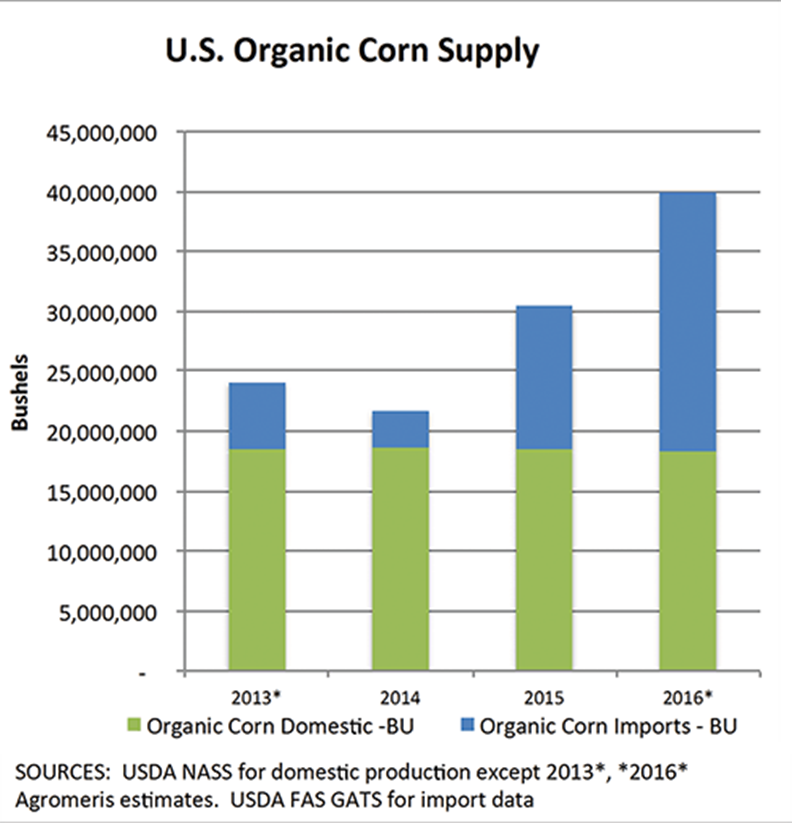 U.S. Organic Corn Supply
45,000,000
40,000,000
35,000,000
30,000,000
25,000,000
20,000,000
15,000,000
10,000,000
5,000,000
-
Bushels
2013* 2014 2015 2016*
Organic Corn Domestic -BU Organic Corn Imports - BU
SOURCES: USDA NASS for domestic production except 2013*, *2016*
Agromeris estimates. USDA FAS GATS for import data